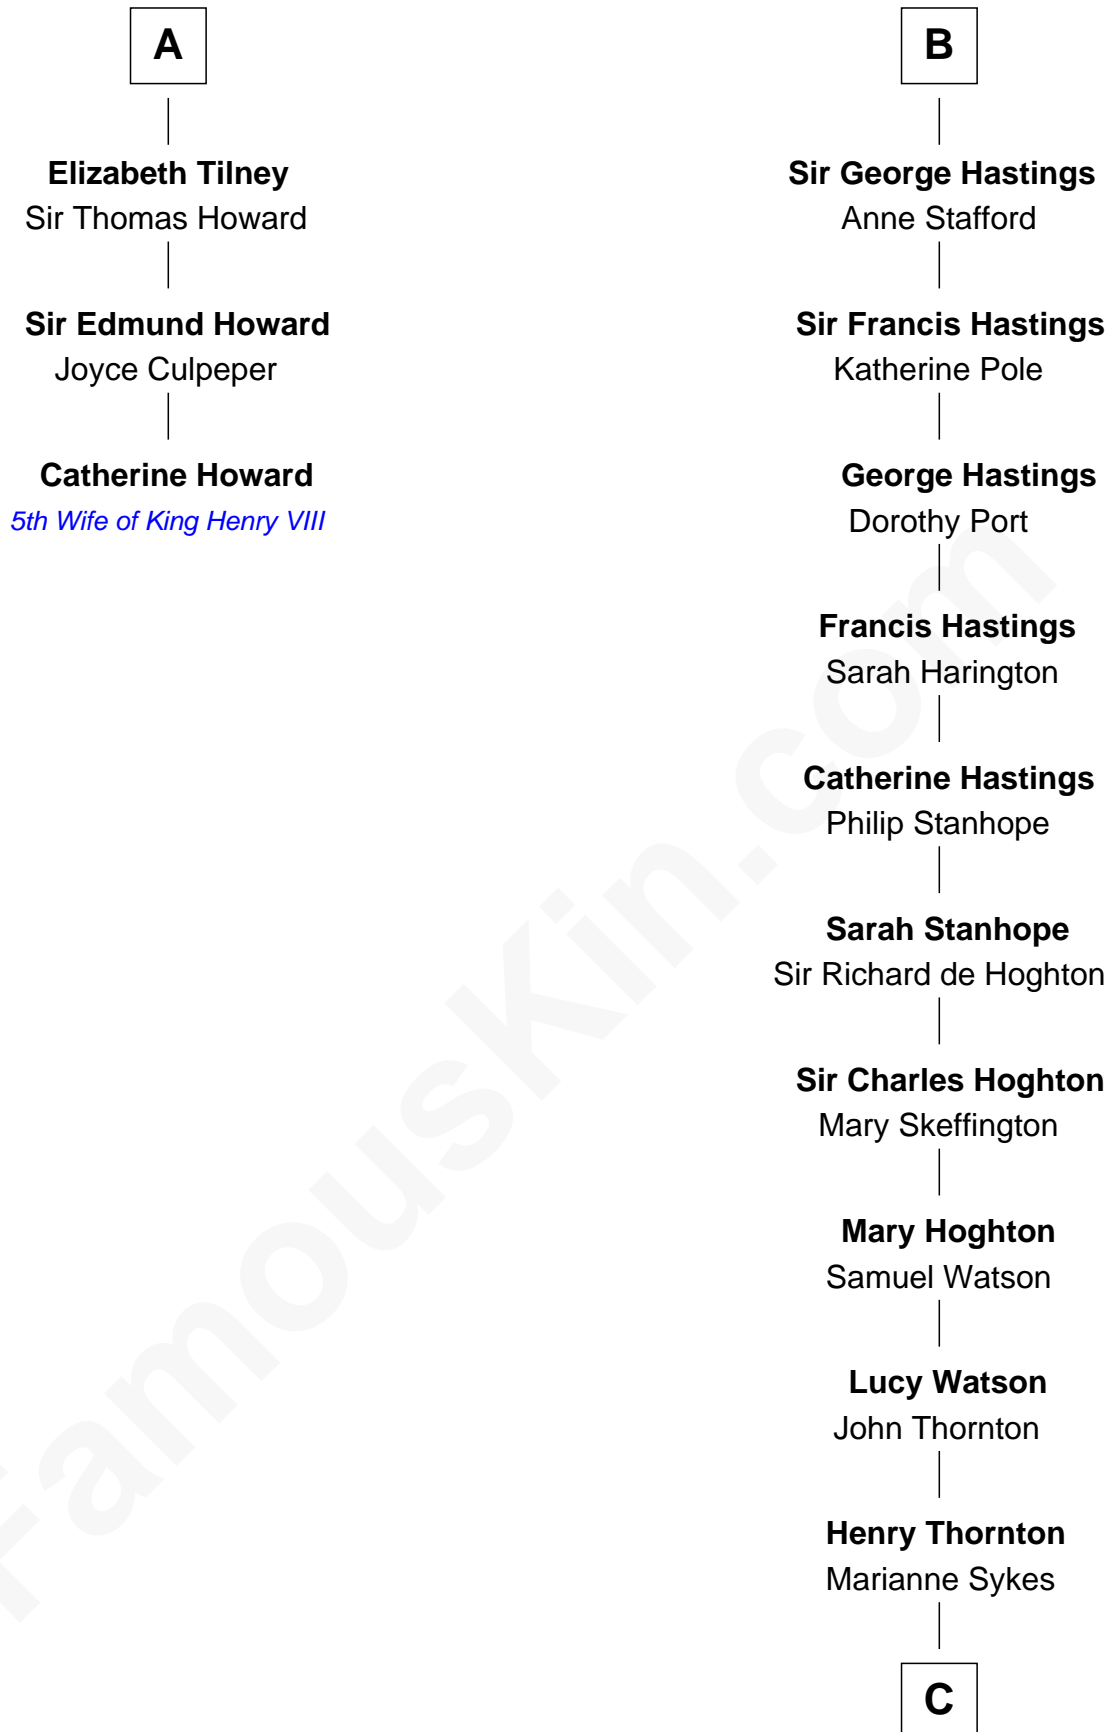 A
Elizabeth Tilney
Sir Thomas Howard
Sir Edmund Howard
Joyce Culpeper
Catherine Howard
5th Wife of King Henry VIII
B
Sir George Hastings
Anne Stafford
Sir Francis Hastings
Katherine Pole
George Hastings
Dorothy Port
Francis Hastings
Sarah Harington
Catherine Hastings
Philip Stanhope
Sarah Stanhope
Sir Richard de Hoghton
Sir Charles Hoghton
Mary Skeffington
Mary Hoghton
Samuel Watson
Lucy Watson
John Thornton
Henry Thornton
Marianne Sykes
C
FamousKin.com